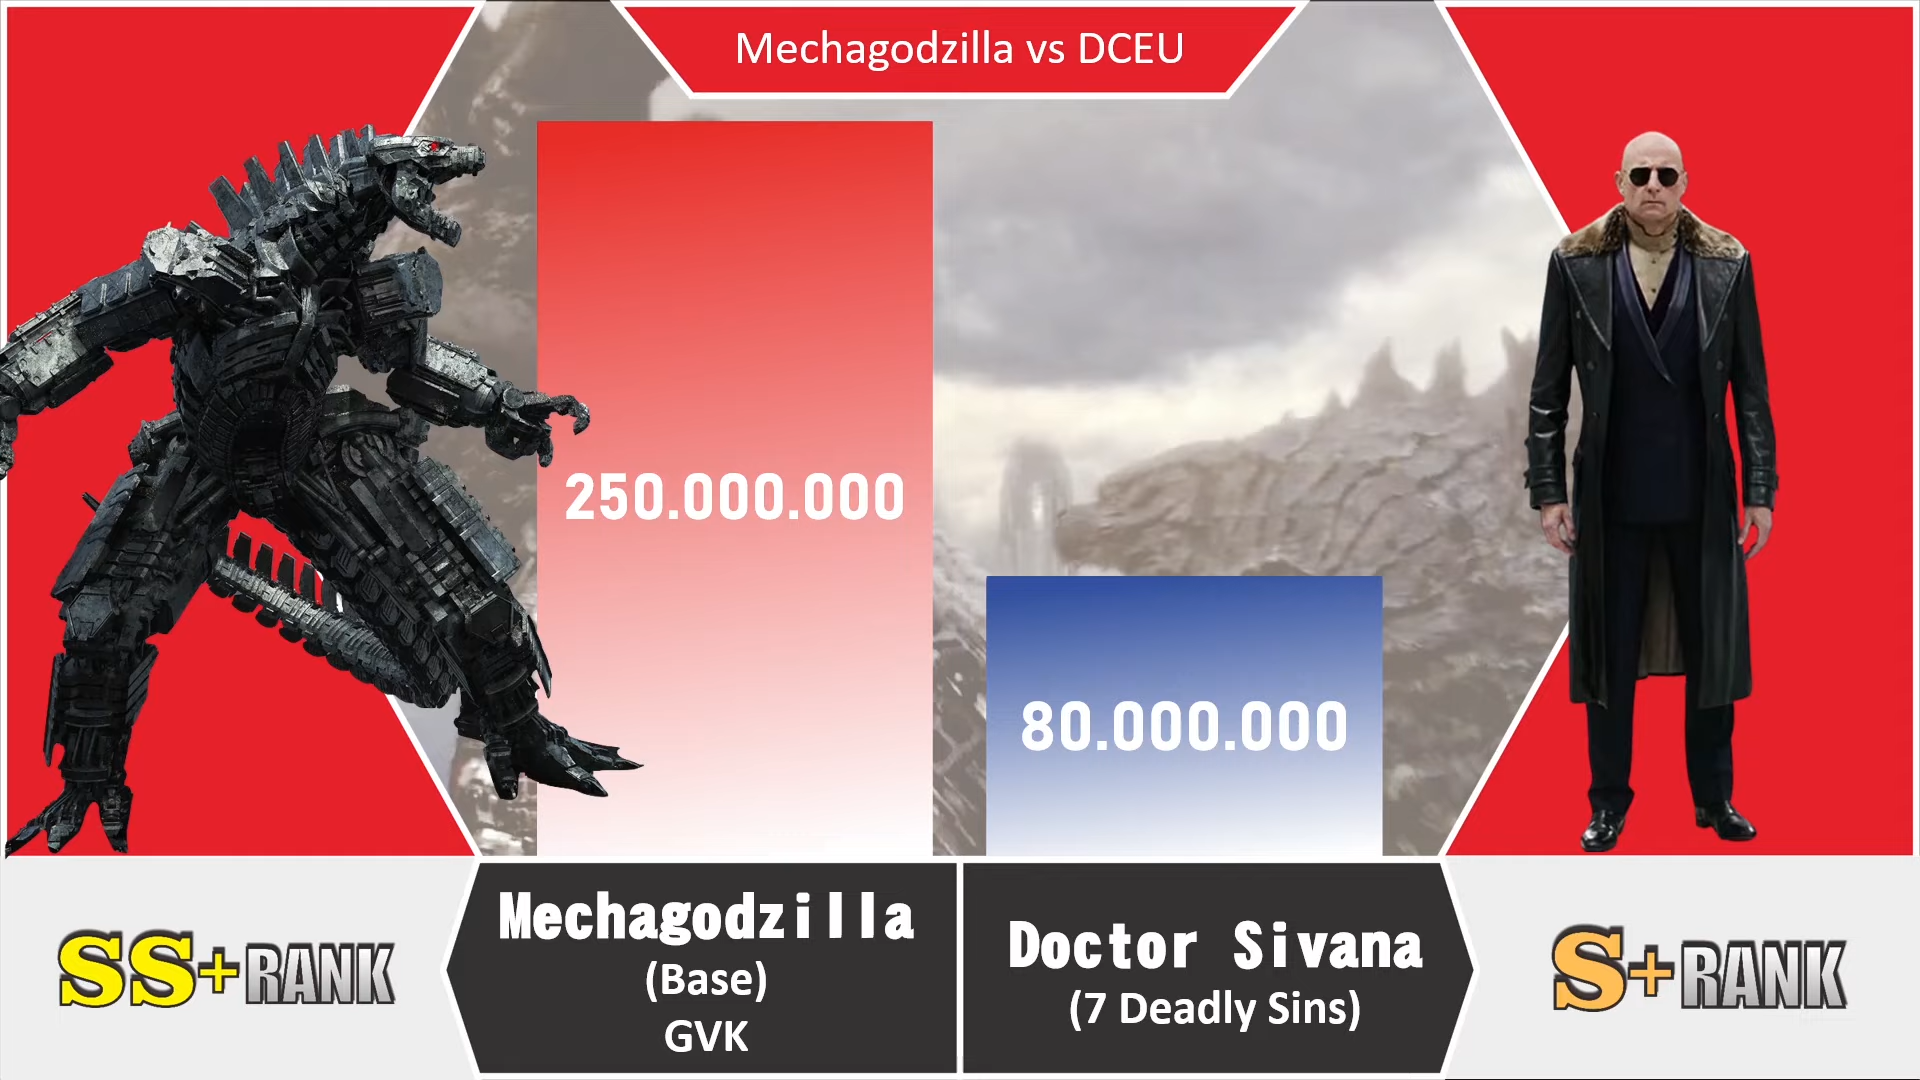 Mechagodzilla vs DCEU
250.000.000
80.000.000
SS+RANK
Mechagodzilla
(Base)
GVK
Doctor Sivana
(7 Deadly Sins)
S+RANK